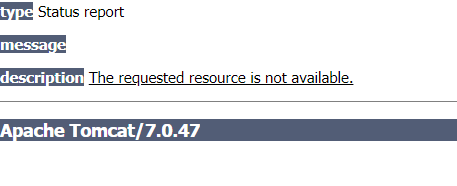 type Status report
message
description The requested resource is not available.
Apache Tomcat/7.0.47